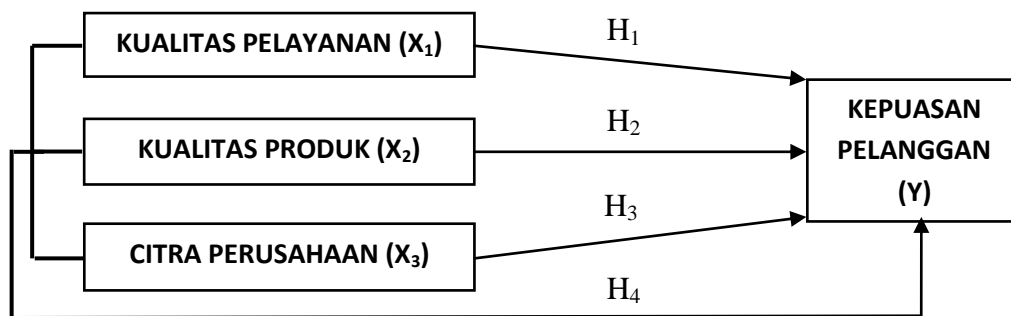 KUALITAS PELAYANAN (X₁)
H₁
KUALITAS PRODUK (X₂)
H₂
CITRA PERUSAHAAN (X₃)
H₃
H₄
KEPUASAN
PELANGGAN
(Y)